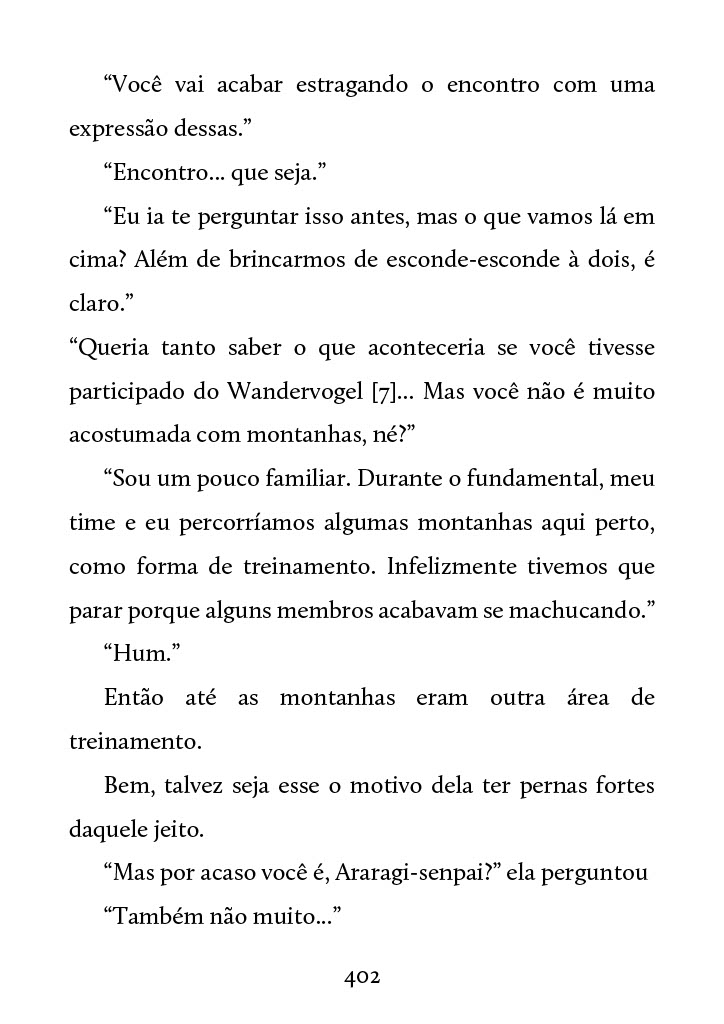 “Você vai acabar estragando o encontro com uma
expressão dessas.”
“Encontro... que seja.”
“Eu ia te perguntar isso antes, mas o que vamos lá em
cima? Além de brincarmos de esconde-esconde à dois, é
claro.”
“Queria tanto saber o que aconteceria se você tivesse
participado do Wandervogel [7]... Mas você não é muito
acostumada com montanhas, né?”
“Sou um pouco familiar. Durante o fundamental, meu
time e eu percorríamos algumas montanhas aqui perto,
como forma de treinamento. Infelizmente tivemos que
parar porque alguns membros acabavam se machucando.”
“Hum.”
Então até as montanhas eram outra área de
treinamento.
Bem, talvez seja esse o motivo dela ter pernas fortes
daquele jeito.
“Mas por acaso você é, Araragi-senpai?” ela perguntou
“Também não muito...”
402